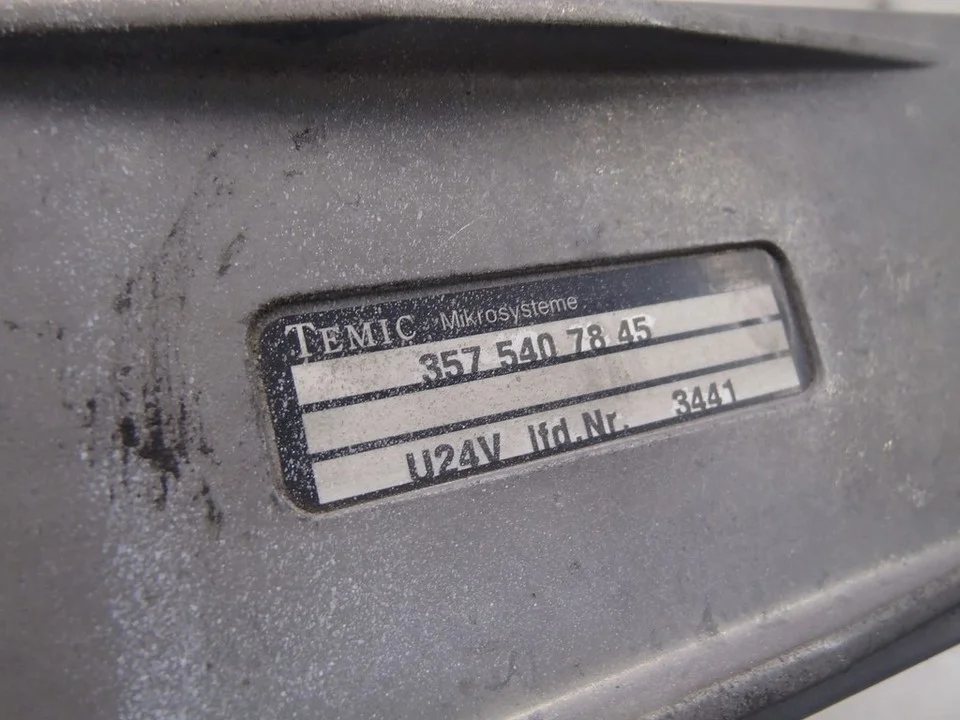 TEMIC Mikrosysteme
357 540 78 45
U24V lfd.Nr. 3441